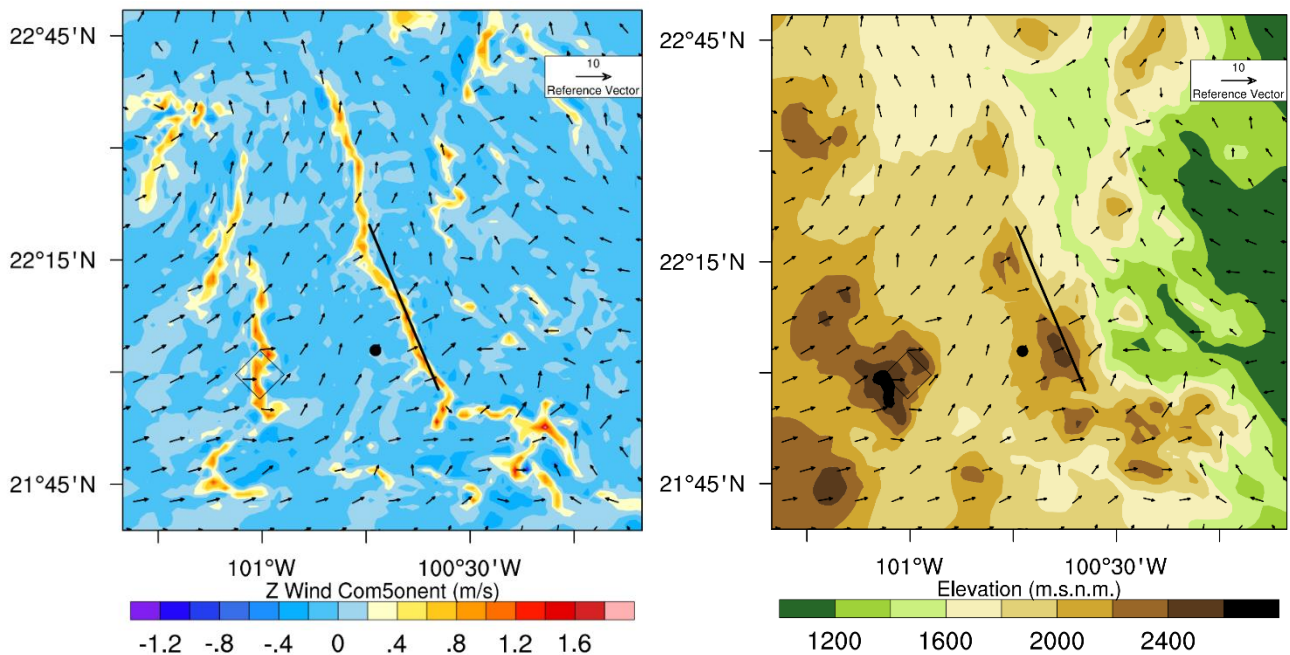 22°45'N
22°15'N
21°45'N
10
Reference Vector
101°W
100°30'W
Z Wind Com5onent (m/s)
-1.2
-.8
-.4
0
.4
.8
1.2
1.6
22°45'N
22°15'N
21°45'N
10
Reference Vector
101°W
100°30'W
Elevation (m.s.n.m.)
1200
1600
2000
2400